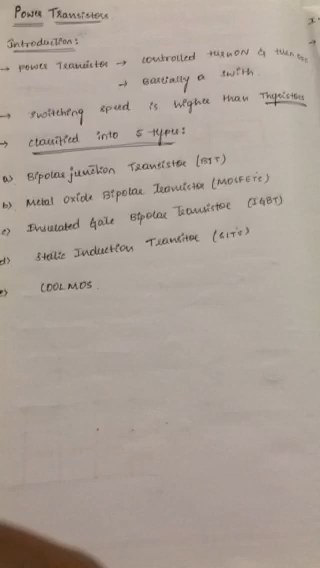 Power Transistors
Introduction:
→ Power Transistor → controlled turn ON & turn OFF
→ Basically a swith
→ switching speed is higher than Thyristors
→ classified into 5 types:
a) Bipolar junction Transistor (BJT)
b) Metal Oxide Bipolar Transistor (MOSFETs)
c) Insulated Gate Bipolar Transistor (IGBT)
d) Static Induction Transitor (SITs)
e) COOLMOS.